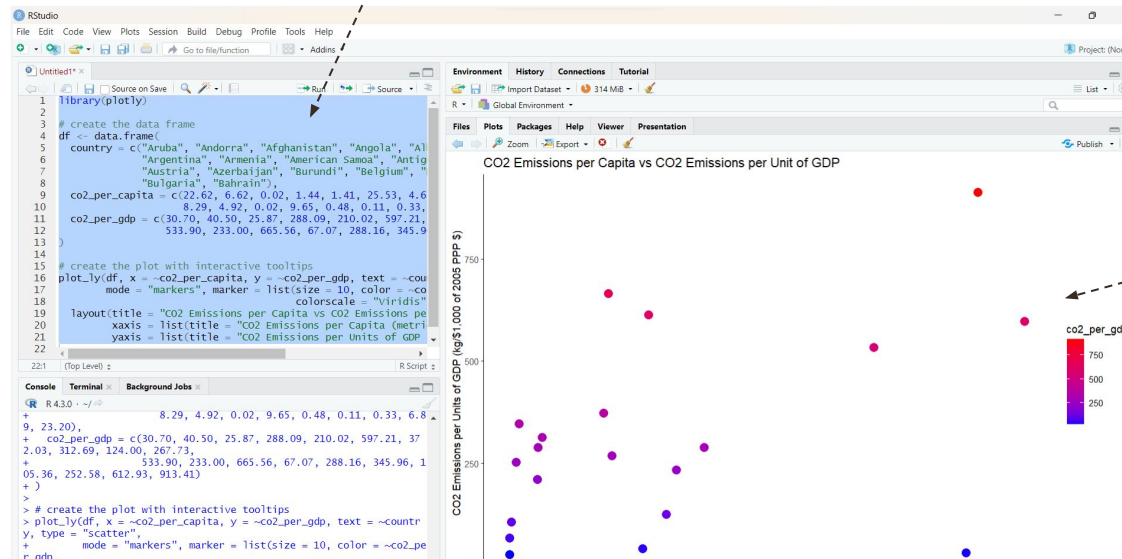 RStudio
File Edit Code View Plots Session Build Debug Profile Tools Help
Go to file/function
Addins
Project: (No
Untitled1*
Source on Save
Run
Source
1 library(plotly)
2
3 # create the data frame
4 df <- data.frame(
5 country = c("Aruba", "Andorra", "Afghanistan", "Angola", "Al
6 "Argentina", "Armenia", "American Samoa", "Antig
7 "Austria", "Azerbaijan", "Burundi", "Belgium", "
8 "Bulgaria", "Bahrain"),
9 co2_per_capita = c(22.62, 6.62, 0.02, 1.44, 1.41, 25.53, 4.6
10 8.29, 4.92, 0.02, 9.65, 0.48, 0.11, 0.33,
11 co2_per_gdp = c(30.70, 40.50, 25.87, 288.09, 210.02, 597.21,
12 533.90, 233.00, 665.56, 67.07, 288.16, 345.9
13 )
14
15 # create the plot with interactive tooltips
16 plot_ly(df, x = ~co2_per_capita, y = ~co2_per_gdp, text = ~cou
17 mode = "markers", marker = list(size = 10, color = ~co
18 colorscale = "Viridis"
19 layout(title = "CO2 Emissions per Capita vs CO2 Emissions pe
20 xaxis = list(title = "CO2 Emissions per Capita (metri
21 yaxis = list(title = "CO2 Emissions per Units of GDP
22
22:1 (Top Level) R Script
Console Terminal Background Jobs
R 4.3.0 · ~/
+ 8.29, 4.92, 0.02, 9.65, 0.48, 0.11, 0.33, 6.8
9, 23.20),
+ co2_per_gdp = c(30.70, 40.50, 25.87, 288.09, 210.02, 597.21, 37
2.03, 312.69, 124.00, 267.73,
+ 533.90, 233.00, 665.56, 67.07, 288.16, 345.96, 1
05.36, 252.58, 612.93, 913.41)
+ )
>
> # create the plot with interactive tooltips
> plot_ly(df, x = ~co2_per_capita, y = ~co2_per_gdp, text = ~countr
y, type = "scatter",
+ mode = "markers", marker = list(size = 10, color = ~co2_pe
r_gdp
Environment History Connections Tutorial
Import Dataset 314 MiB
List
R Global Environment
Files Plots Packages Help Viewer Presentation
Zoom Export
Publish
CO2 Emissions per Capita vs CO2 Emissions per Unit of GDP
CO2 Emissions per Units of GDP (kg/$1,000 of 2005 PPP $)
750
500
250
co2_per_gd
750
500
250